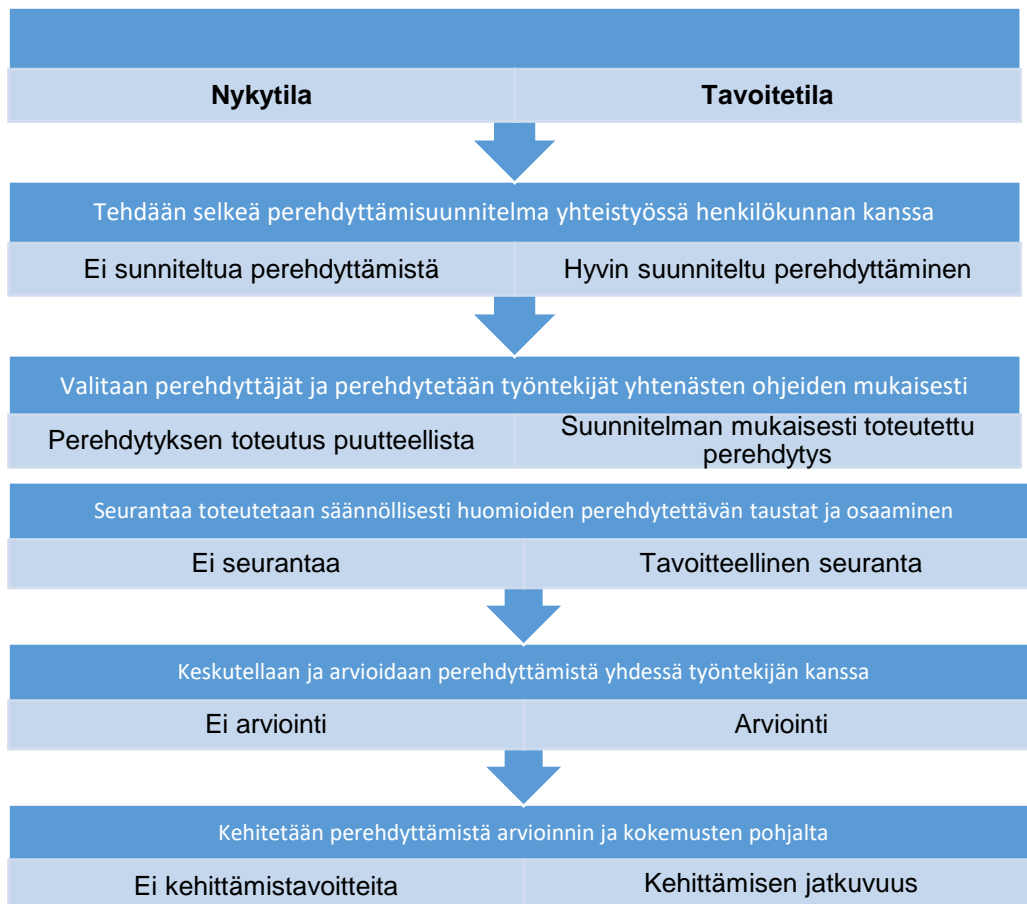 Nykytila
Tavoitetila
Tehdään selkeä perehdyttämisuunnitelma yhteistyössä henkilökunnan kanssa
Ei sunniteltua perehdyttämistä
Hyvin suunniteltu perehdyttäminen
Valitaan perehdyttäjät ja perehdytetään työntekijät yhtenästen ohjeiden mukaisesti
Perehdytyksen toteutus puutteellista
Suunnitelman mukaisesti toteutettu
perehdytys
Seurantaa toteutetaan säännöllisesti huomioiden perehdytettävän taustat ja osaaminen
Ei seurantaa
Tavoitteellinen seuranta
Keskutellaan ja arvioidaan perehdyttämistä yhdessä työntekijän kanssa
Ei arviointi
Arviointi
Kehitetään perehdyttämistä arvioinnin ja kokemusten pohjalta
Ei kehittämistavoitteita
Kehittämisen jatkuvuus